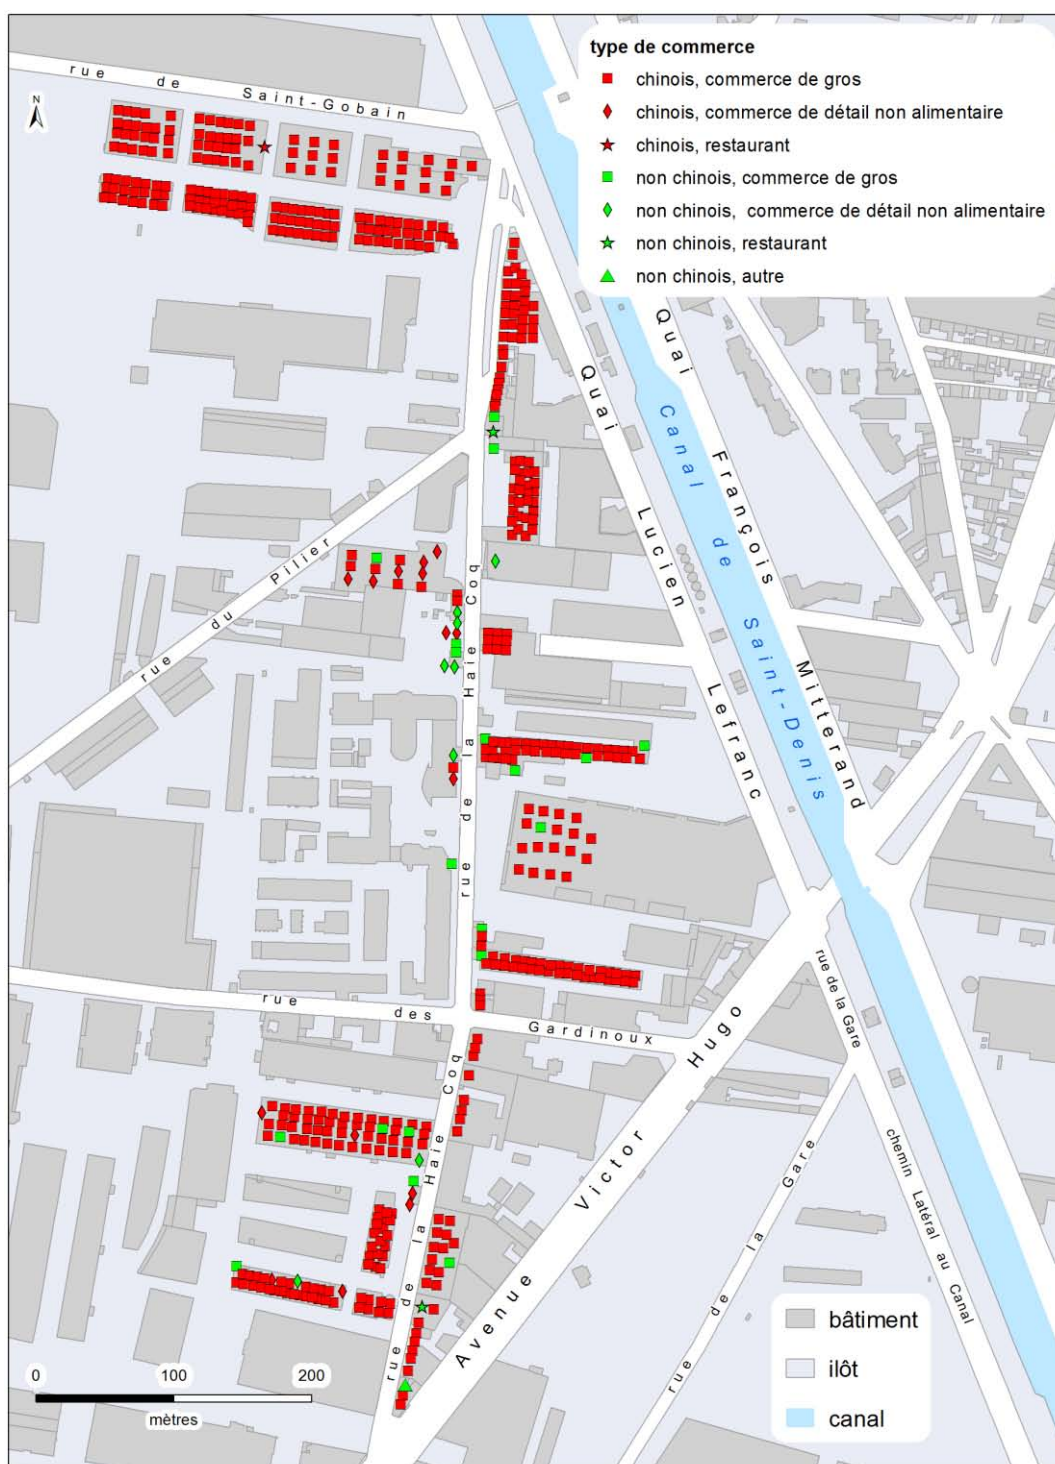 type de commerce
chinois, commerce de gros
chinois, commerce de détail non alimentaire
chinois, restaurant
non chinois, commerce de gros
non chinois, commerce de détail non alimentaire
non chinois, restaurant
non chinois, autre
rue de Saint-Gobain
N
Quai François Mitterand
Canal de Saint-Denis
Quai Lucien Lefranc
rue du Pilier
rue de la Haie Coq
rue des Gardinoux
Avenue Victor Hugo
rue de la Gare
chemin Latéral au Canal
rue de la Gare
rue de la Haie Coq
bâtiment
ilôt
canal
0 100 200
mètres